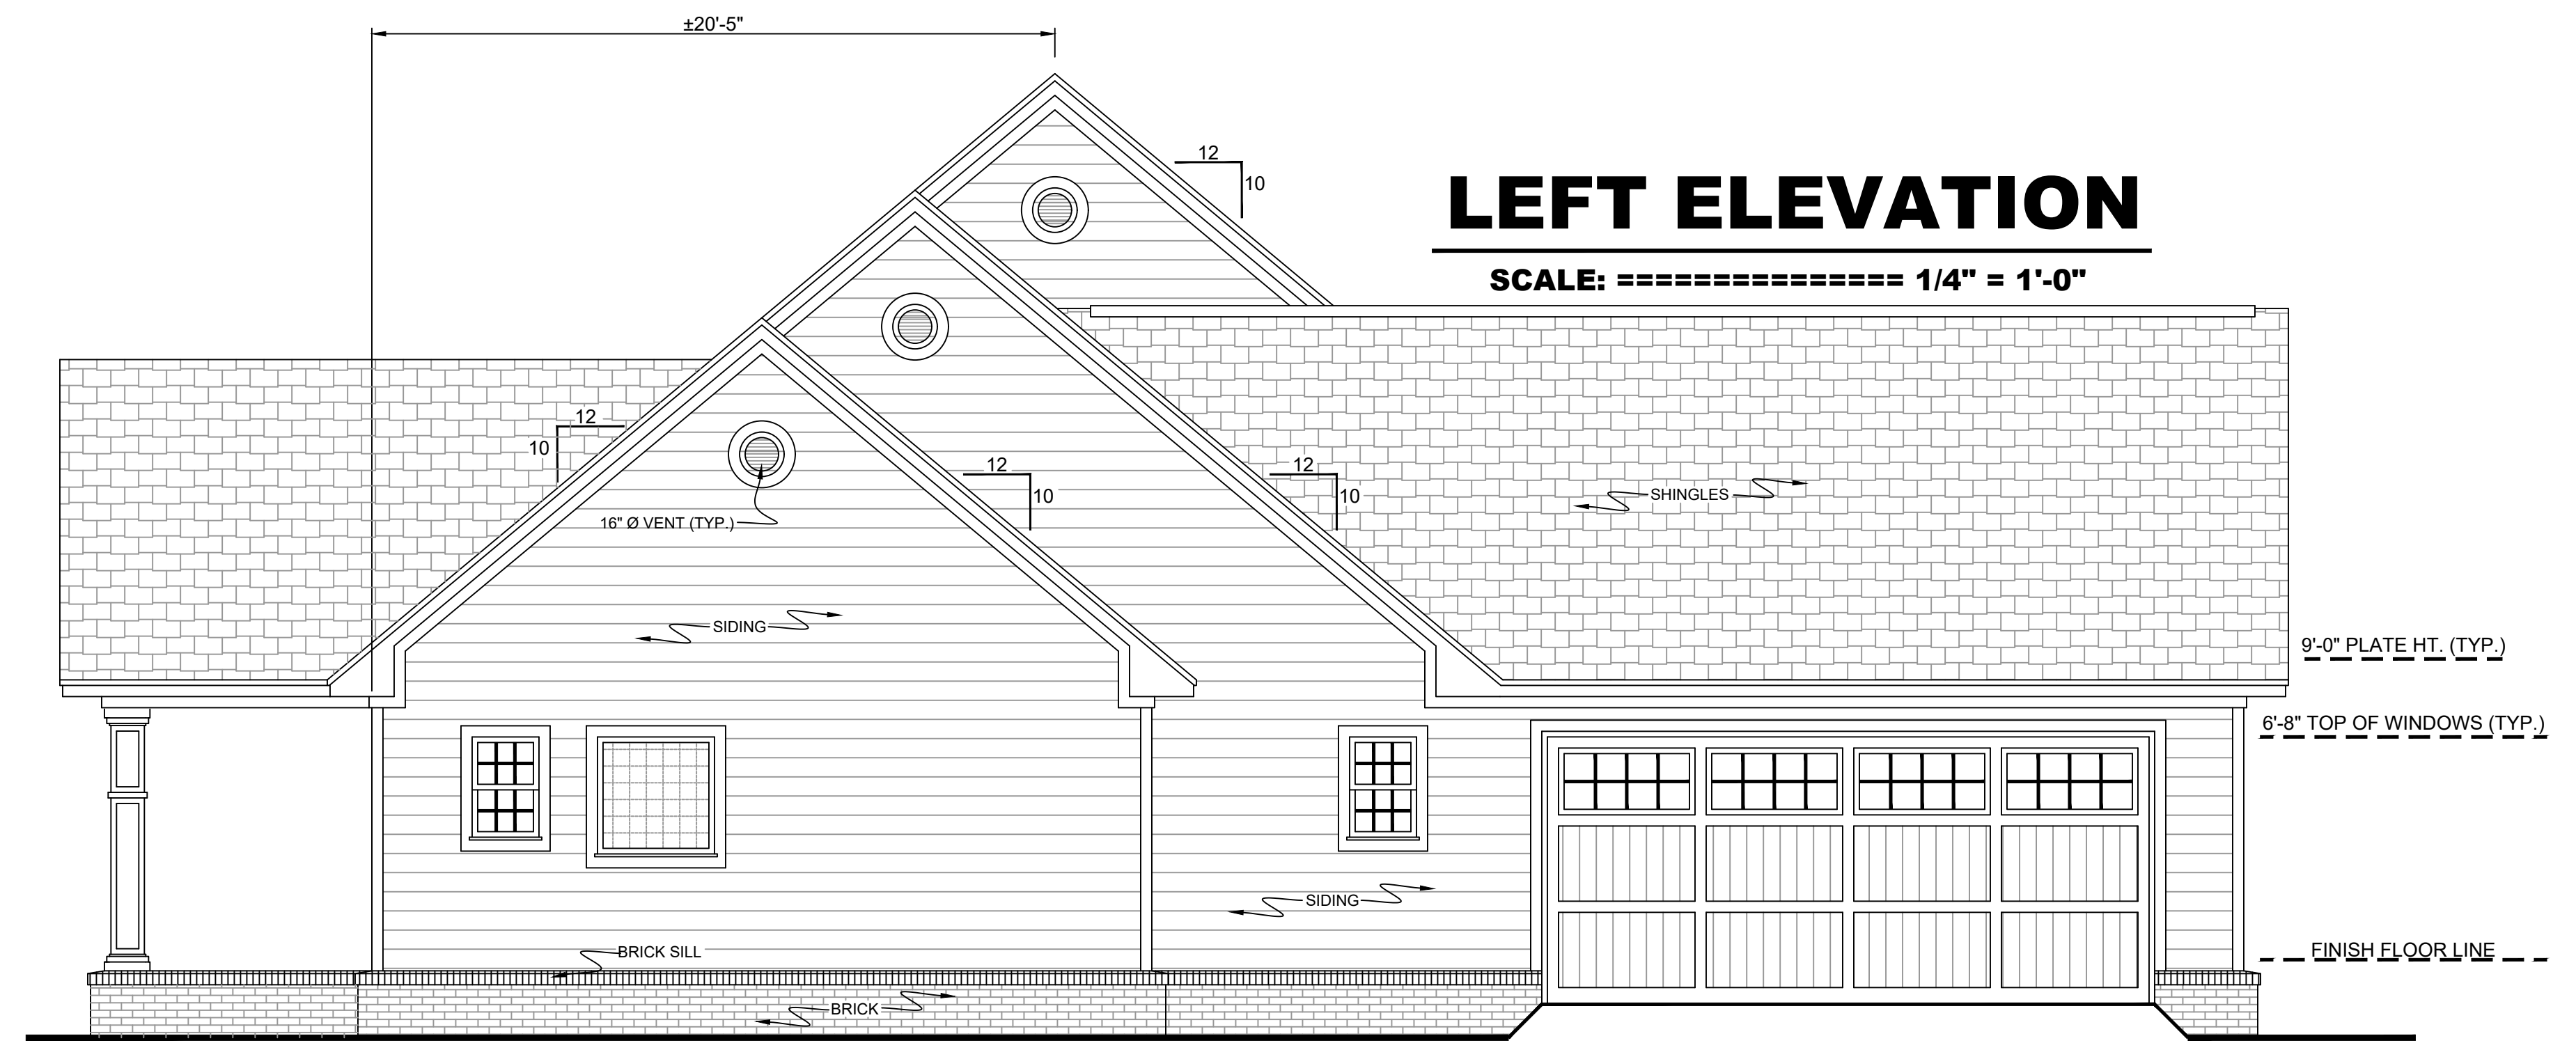 ±20'-5"
12
10
LEFT ELEVATION
SCALE: =============== 1/4" = 1'-0"
12
10
12
10
12
10
SHINGLES
16" Ø VENT (TYP.)
SIDING
9'-0" PLATE HT. (TYP.)
6'-8" TOP OF WINDOWS (TYP.)
SIDING
BRICK SILL
FINISH FLOOR LINE
BRICK